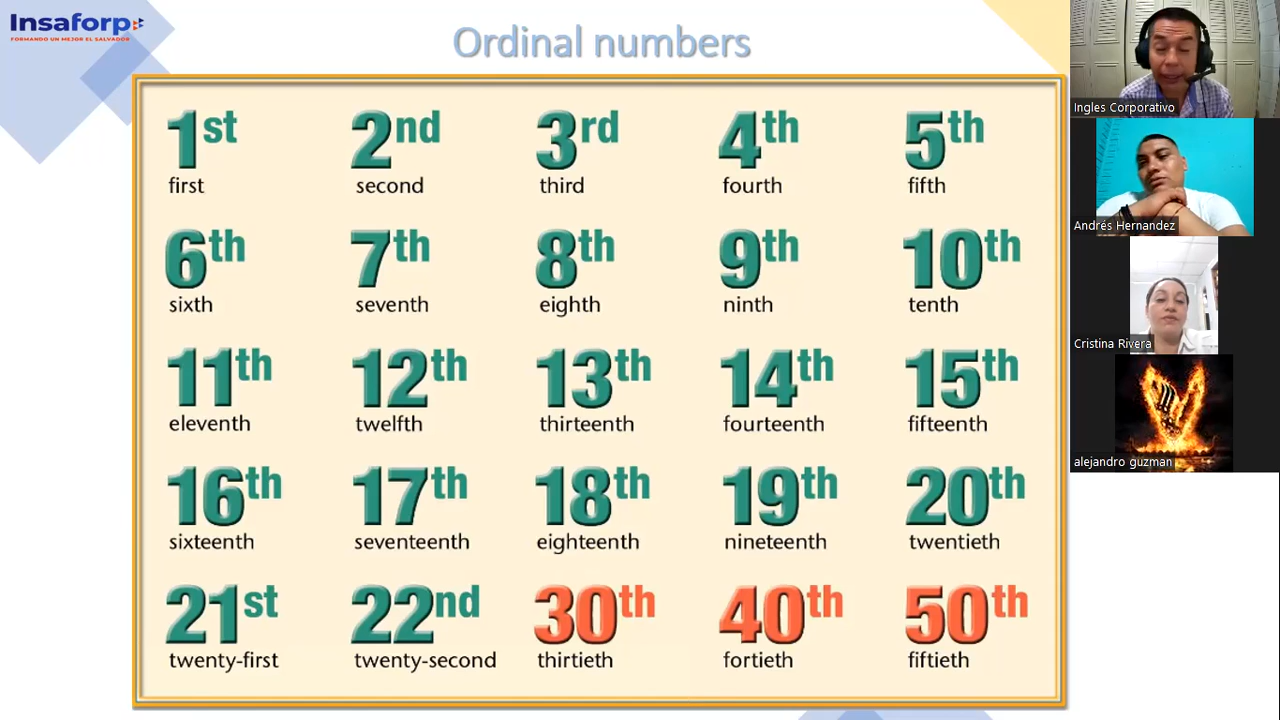 Insaforp
FORMANDO UN MEJOR EL SALVADOR
Ordinal numbers
1st 2nd 3rd 4th 5th
first second third fourth fifth
6th 7th 8th 9th 10th
sixth seventh eighth ninth tenth
11th 12th 13th 14th 15th
eleventh twelfth thirteenth fourteenth fifteenth
16th 17th 18th 19th 20th
sixteenth seventeenth eighteenth nineteenth twentieth
21st 22nd 30th 40th 50th
twenty-first twenty-second thirtieth fortieth fiftieth
Ingles Corporativo
Andrés Hernandez
Cristina Rivera
alejandro guzman